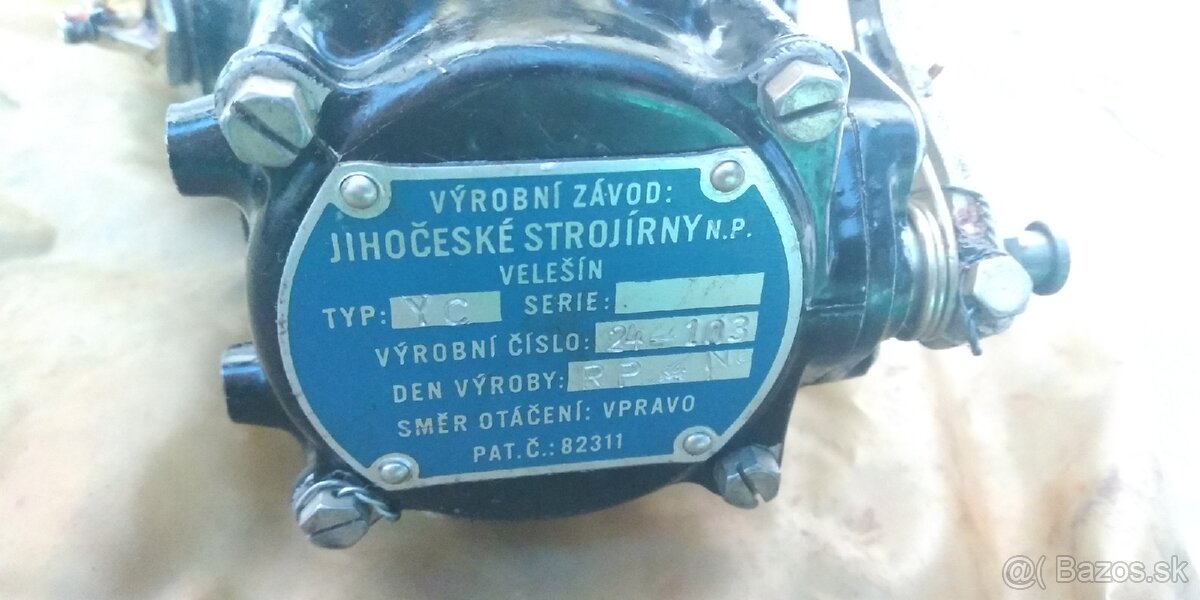 VÝROBNÍ ZÁVOD:
JIHOČESKÉ STROJÍRNY N.P.
VELEŠÍN
TYP: YC SERIE:
VÝROBNÍ ČÍSLO: 24-103
DEN VÝROBY: RP
SMĚR OTÁČENÍ: VPRAVO
PAT. Č.: 82311
@( Bazos.sk